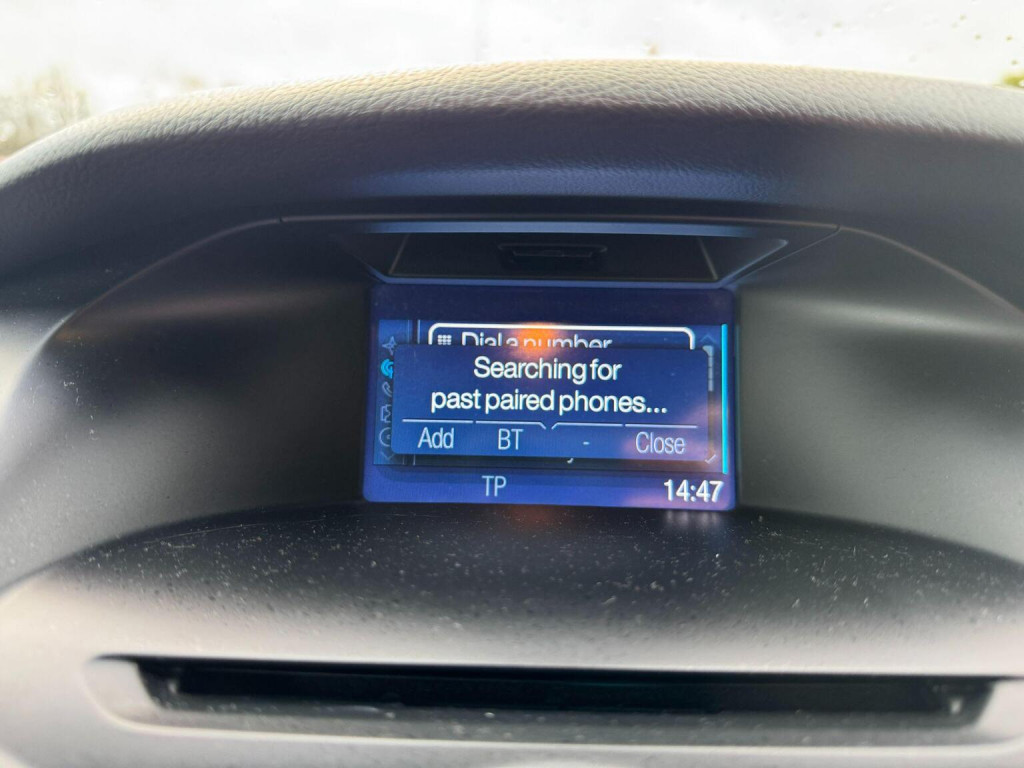 Dial a number
Searching for
past paired phones...
Add BT - Close
TP 14:47